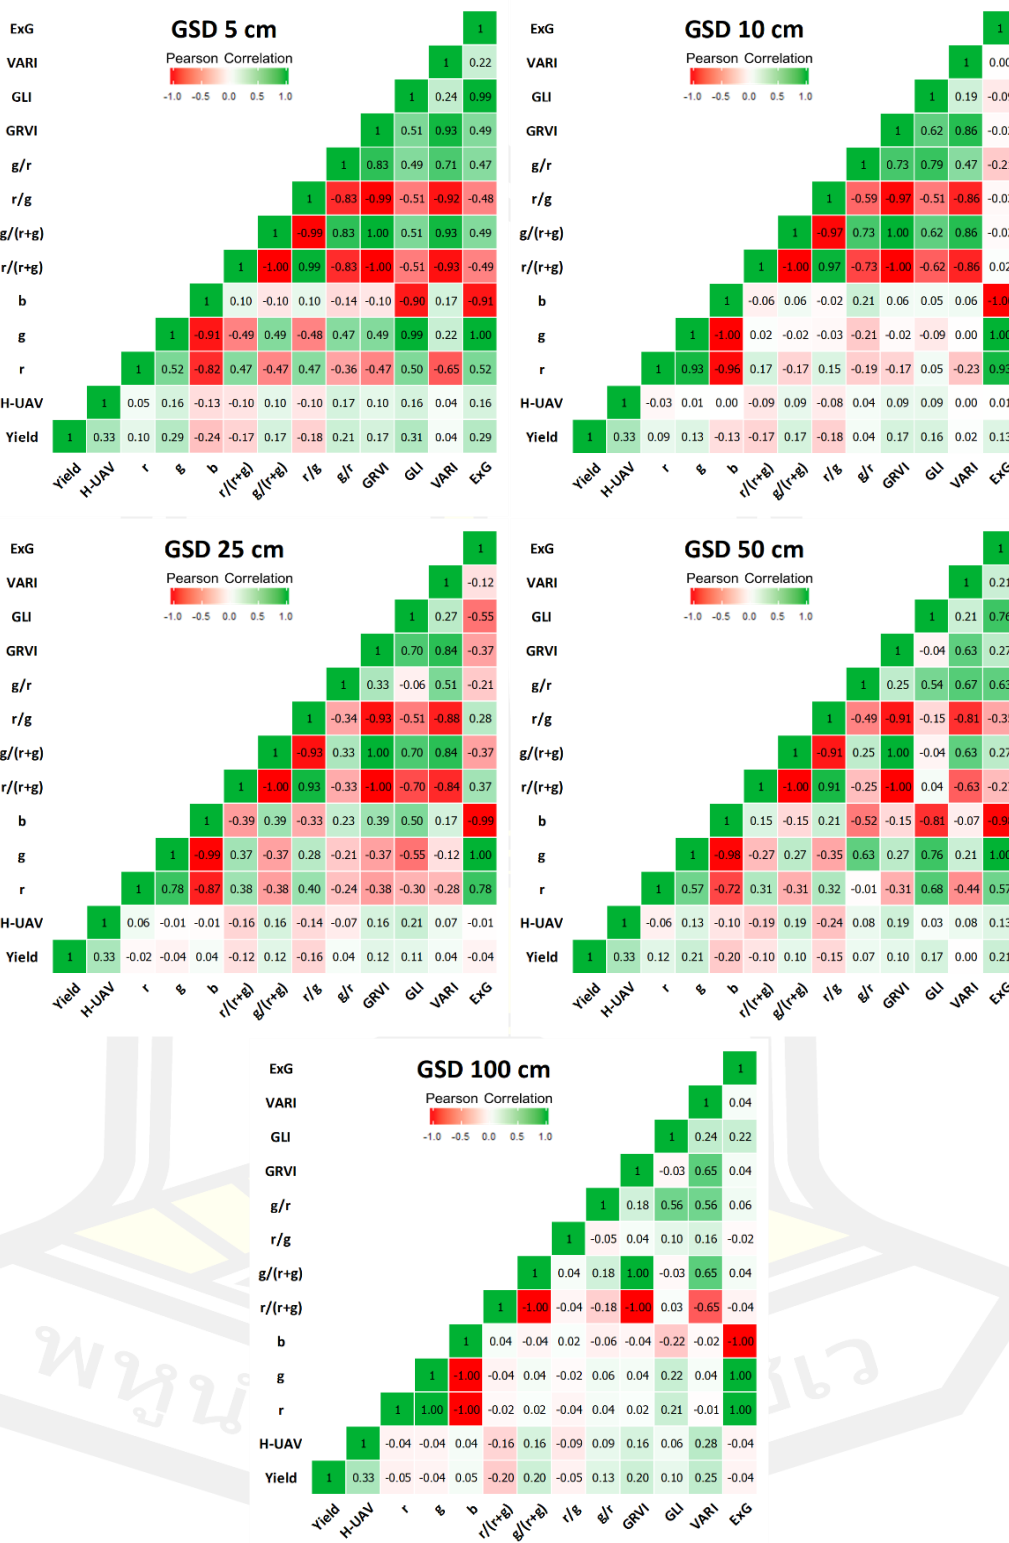 GSD 5 cm
Pearson Correlation
-1.0 -0.5 0.0 0.5 1.0
ExG 1
VARI 1 0.22
GLI 1 0.24 0.99
GRVI 1 0.51 0.93 0.49
g/r 1 0.83 0.49 0.71 0.47
r/g 1 -0.83 -0.99 -0.51 -0.92 -0.48
g/(r+g) 1 -0.99 0.83 1.00 0.51 0.93 0.49
r/(r+g) 1 -1.00 0.99 -0.83 -1.00 -0.51 -0.93 -0.49
b 1 0.10 -0.10 0.10 -0.14 -0.10 -0.90 0.17 -0.91
g 1 -0.91 -0.49 0.49 -0.48 0.47 0.49 0.99 0.22 1.00
r 1 0.52 -0.82 0.47 -0.47 0.47 -0.36 -0.47 0.50 -0.65 0.52
H-UAV 1 0.05 0.16 -0.13 -0.10 0.10 -0.10 0.17 0.10 0.16 0.04 0.16
Yield 1 0.33 0.10 0.29 -0.24 -0.17 0.17 -0.18 0.21 0.17 0.31 0.04 0.29
Yield H-UAV r g b r/(r+g) g/(r+g) r/g g/r GRVI GLI VARI ExG
GSD 10 cm
Pearson Correlation
-1.0 -0.5 0.0 0.5 1.0
ExG 1
VARI 1 0.00
GLI 1 0.19 -0.09
GRVI 1 0.62 0.86 -0.0
g/r 1 0.73 0.79 0.47 -0.2
r/g 1 -0.59 -0.97 -0.51 -0.86 -0.0
g/(r+g) 1 -0.97 0.73 1.00 0.62 0.86 -0.0
r/(r+g) 1 -1.00 0.97 -0.73 -1.00 -0.62 -0.86 0.02
b 1 -0.06 0.06 -0.02 0.21 0.06 0.05 0.06 -1.0
g 1 -1.00 0.02 -0.02 -0.03 -0.21 -0.02 -0.09 0.00 1.00
r 1 0.93 -0.96 0.17 -0.17 0.15 -0.19 -0.17 0.05 -0.23 0.93
H-UAV 1 -0.03 0.01 0.00 -0.09 0.09 -0.08 0.04 0.09 0.09 0.00 0.01
Yield 1 0.33 0.09 0.13 -0.13 -0.17 0.17 -0.18 0.04 0.17 0.16 0.02 0.13
Yield H-UAV r g b r/(r+g) g/(r+g) r/g g/r GRVI GLI VARI ExG
GSD 25 cm
Pearson Correlation
-1.0 -0.5 0.0 0.5 1.0
ExG 1
VARI 1 -0.12
GLI 1 0.27 -0.55
GRVI 1 0.70 0.84 -0.37
g/r 1 0.33 -0.06 0.51 -0.21
r/g 1 -0.34 -0.93 -0.51 -0.88 0.28
g/(r+g) 1 -0.93 0.33 1.00 0.70 0.84 -0.37
r/(r+g) 1 -1.00 0.93 -0.33 -1.00 -0.70 -0.84 0.37
b 1 -0.39 0.39 -0.33 0.23 0.39 0.50 0.17 -0.99
g 1 -0.99 0.37 -0.37 0.28 -0.21 -0.37 -0.55 -0.12 1.00
r 1 0.78 -0.87 0.38 -0.38 0.40 -0.24 -0.38 -0.30 -0.28 0.78
H-UAV 1 0.06 -0.01 -0.01 -0.16 0.16 -0.14 -0.07 0.16 0.21 0.07 -0.01
Yield 1 0.33 -0.02 -0.04 0.04 -0.12 0.12 -0.16 0.04 0.12 0.11 0.04 -0.04
Yield H-UAV r g b r/(r+g) g/(r+g) r/g g/r GRVI GLI VARI ExG
GSD 50 cm
Pearson Correlation
-1.0 -0.5 0.0 0.5 1.0
ExG 1
VARI 1 0.21
GLI 1 0.21 0.76
GRVI 1 -0.04 0.63 0.27
g/r 1 0.25 0.54 0.67 0.63
r/g 1 -0.49 -0.91 -0.15 -0.81 -0.35
g/(r+g) 1 -0.91 0.25 1.00 -0.04 0.63 0.27
r/(r+g) 1 -1.00 0.91 -0.25 -1.00 0.04 -0.63 -0.27
b 1 0.15 -0.15 0.21 -0.52 -0.15 -0.81 -0.07 -0.98
g 1 -0.98 -0.27 0.27 -0.35 0.63 0.27 0.76 0.21 1.00
r 1 0.57 -0.72 0.31 -0.31 0.32 -0.01 -0.31 0.68 -0.44 0.57
H-UAV 1 -0.06 0.13 -0.10 -0.19 0.19 -0.24 0.08 0.19 0.03 0.08 0.13
Yield 1 0.33 0.12 0.21 -0.20 -0.10 0.10 -0.15 0.07 0.10 0.17 0.00 0.21
Yield H-UAV r g b r/(r+g) g/(r+g) r/g g/r GRVI GLI VARI ExG
GSD 100 cm
Pearson Correlation
-1.0 -0.5 0.0 0.5 1.0
ExG 1
VARI 1 0.04
GLI 1 0.24 0.22
GRVI 1 -0.03 0.65 0.04
g/r 1 0.18 0.56 0.56 0.06
r/g 1 -0.05 0.04 0.10 0.16 -0.02
g/(r+g) 1 0.04 0.18 1.00 -0.03 0.65 0.04
r/(r+g) 1 -1.00 -0.04 -0.18 -1.00 0.03 -0.65 -0.04
b 1 0.04 -0.04 0.02 -0.06 -0.04 -0.22 -0.02 -1.00
g 1 -1.00 -0.04 0.04 -0.02 0.06 0.04 0.22 0.04 1.00
r 1 1.00 -1.00 -0.02 0.02 -0.04 0.04 0.02 0.21 -0.01 1.00
H-UAV 1 -0.04 -0.04 0.04 -0.16 0.16 -0.09 0.09 0.16 0.06 0.28 -0.04
Yield 1 0.33 -0.05 -0.04 0.05 -0.20 0.20 -0.05 0.13 0.20 0.10 0.25 -0.04
Yield H-UAV r g b r/(r+g) g/(r+g) r/g g/r GRVI GLI VARI ExG